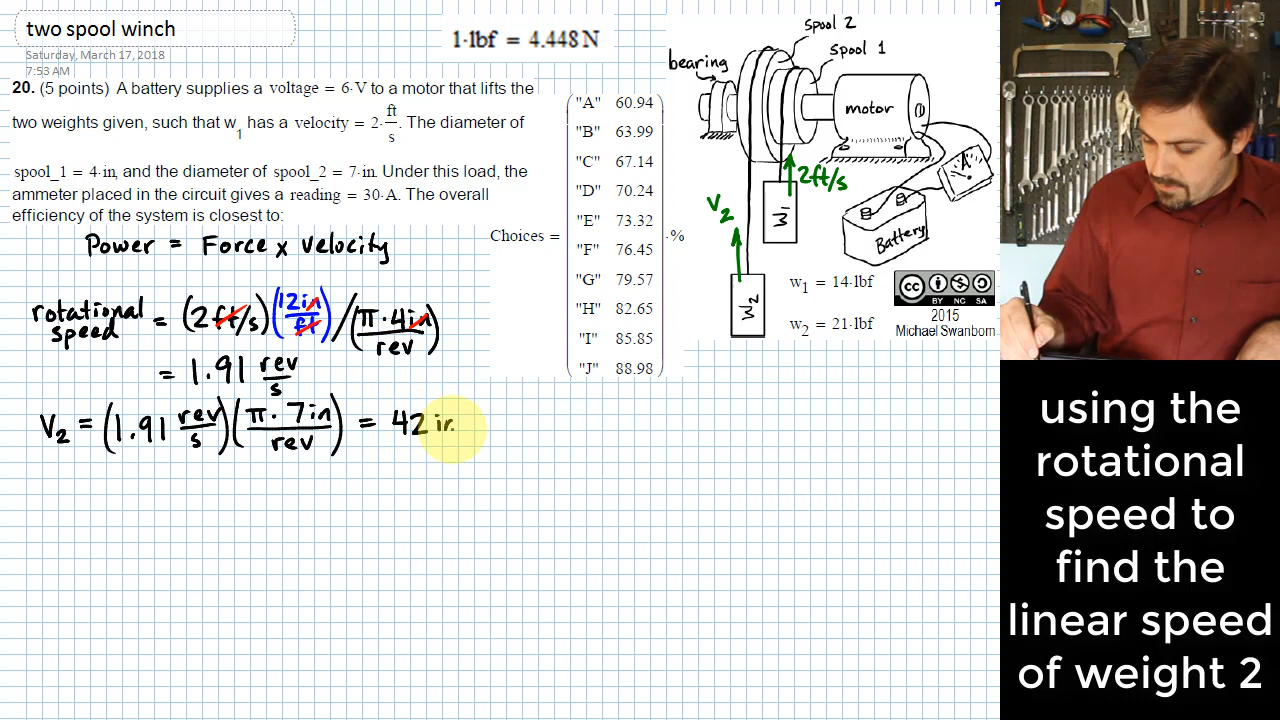 two spool winch
Saturday, March 17, 2018
7:53 AM
1·lbf = 4.448 N
20. (5 points) A battery supplies a voltage = 6·V to a motor that lifts the
two weights given, such that w1 has a velocity = 2·ft/s. The diameter of
spool_1 = 4·in, and the diameter of spool_2 = 7·in. Under this load, the
ammeter placed in the circuit gives a reading = 30·A. The overall
efficiency of the system is closest to:
Choices =
"A" 60.94
"B" 63.99
"C" 67.14
"D" 70.24
"E" 73.32
"F" 76.45
"G" 79.57
"H" 82.65
"I" 85.85
"J" 88.98
·%
spool 2
spool 1
bearing
motor
A
2ft/s
V2
W1
W2
Battery
w1 = 14·lbf
w2 = 21·lbf
cc
BY NC SA
2015
Michael Swanbom
Power = Force x Velocity
rotational speed = (2 ft/s)(12in/ft)/(π·4in/rev)
= 1.91 rev/s
V2 = (1.91 rev/s)(π·7in/rev) = 42 in
using the
rotational
speed to
find the
linear speed
of weight 2